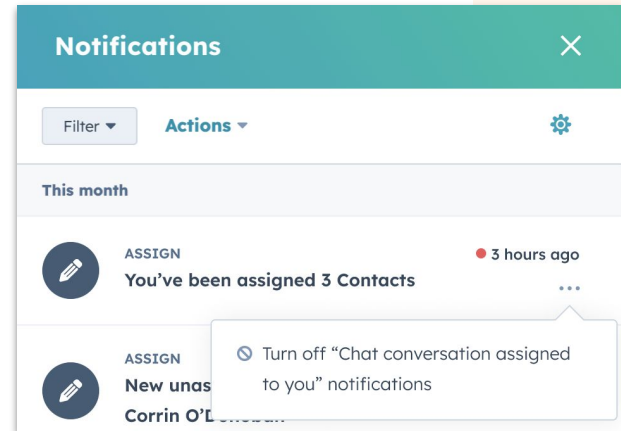 Notifications
Filter
Actions
This month
ASSIGN
3 hours ago
You've been assigned 3 Contacts
Turn off “Chat conversation assigned
to you” notifications
ASSIGN
New
Corrin